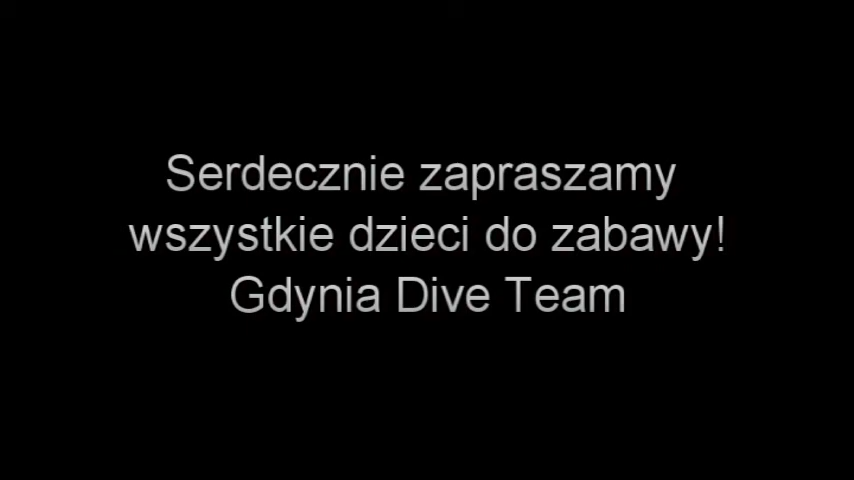 Serdecznie zapraszamy
wszystkie dzieci do zabawy!
Gdynia Dive Team